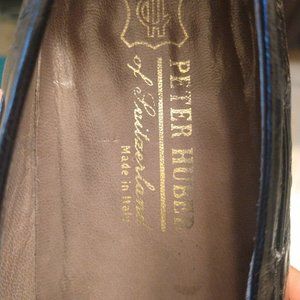 PETER HUBER
of Switzerland
Made in Italy